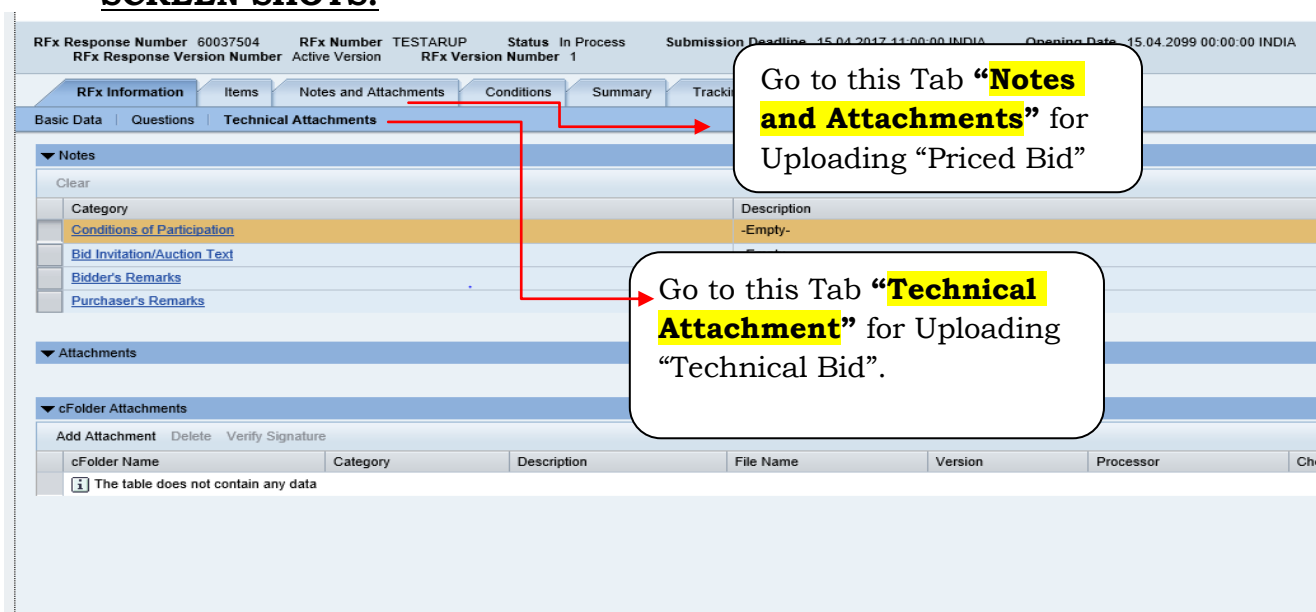 SCREEN SHOTS:
RFx Response Number 60037504 RFx Number TESTARUP Status In Process Submission Deadline 15.04.2017 11:00:00 INDIA Opening Date 15.04.2099 00:00:00 INDIA
RFx Response Version Number Active Version RFx Version Number 1
RFx Information Items Notes and Attachments Conditions Summary
Basic Data Questions Technical Attachments
Go to this Tab “Notes
and Attachments” for
Uploading “Priced Bid”
Notes
Clear
Category Description
Conditions of Participation -Empty-
Bid Invitation/Auction Text
Bidder's Remarks
Purchaser's Remarks
Go to this Tab “Technical
Attachment” for Uploading
“Technical Bid”.
Attachments
cFolder Attachments
Add Attachment Delete Verify Signature
cFolder Name Category Description File Name Version Processor
The table does not contain any data